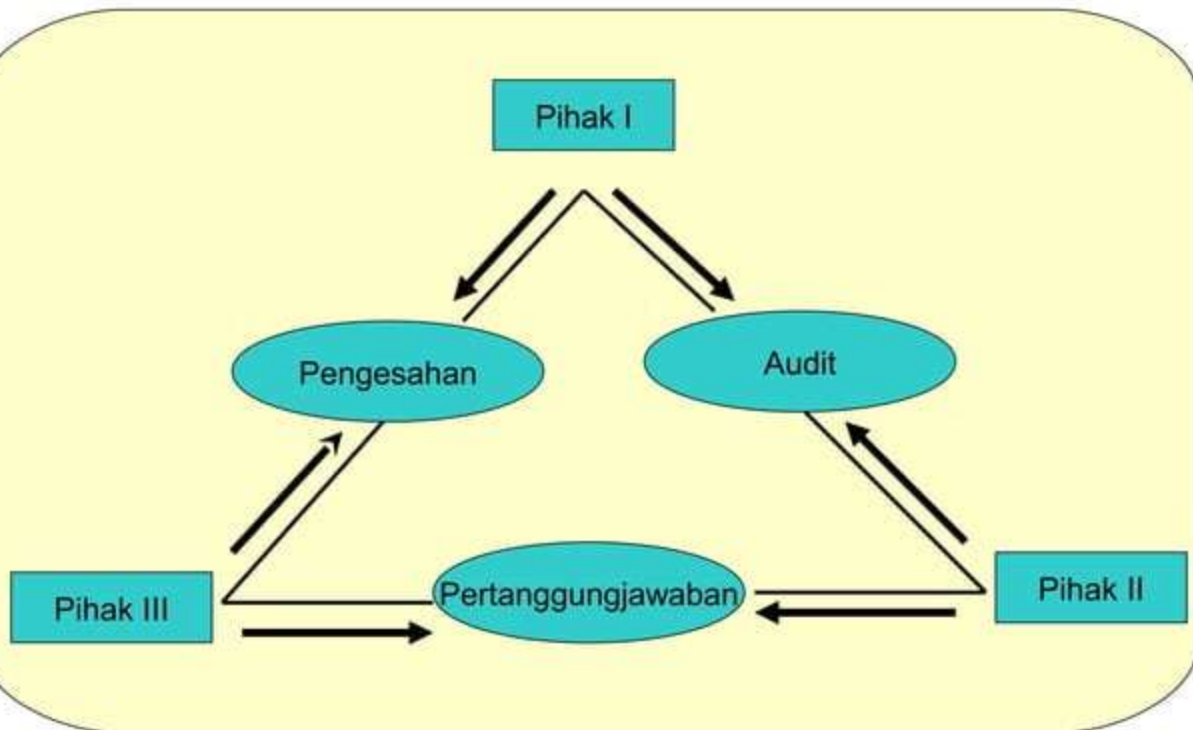 Pihak I
Pengesahan
Audit
Pihak III
Pertanggungjawaban
Pihak II